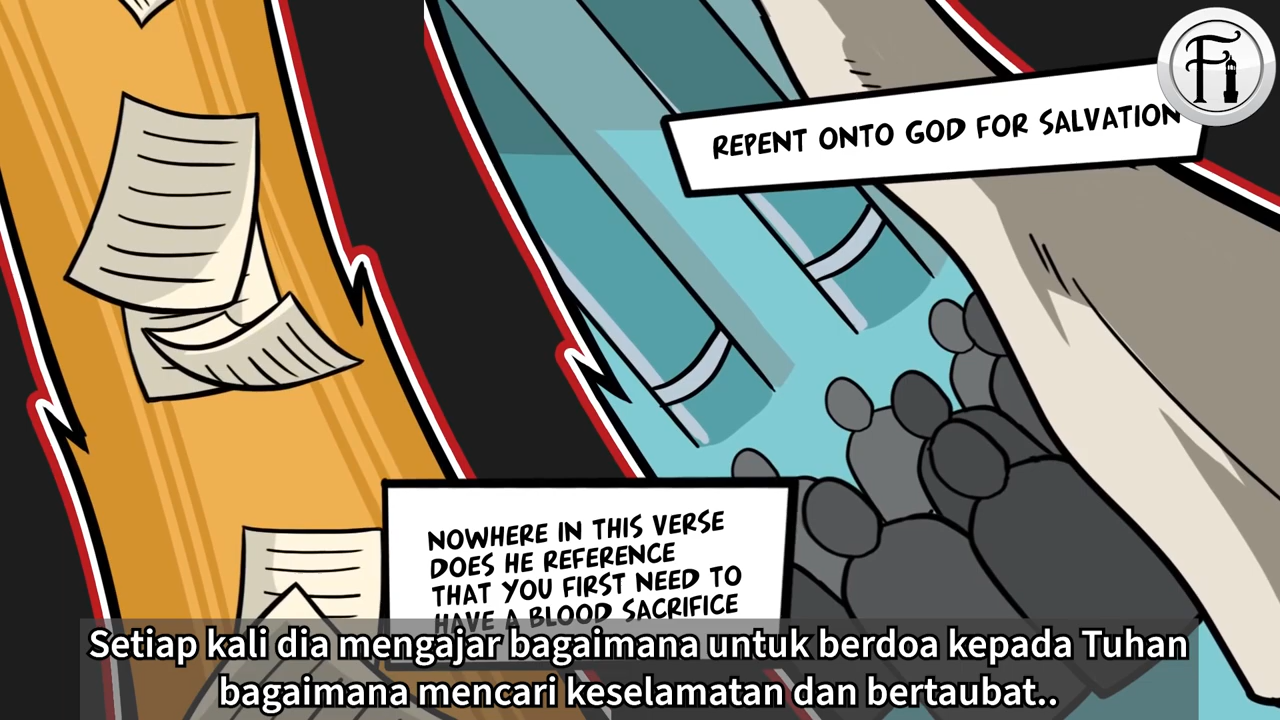 Fi
REPENT ONTO GOD FOR SALVATION
NOWHERE IN THIS VERSE
DOES HE REFERENCE
THAT YOU FIRST NEED TO
HAVE A BLOOD SACRIFICE
Setiap kali dia mengajar bagaimana untuk berdoa kepada Tuhan
bagaimana mencari keselamatan dan bertaubat..